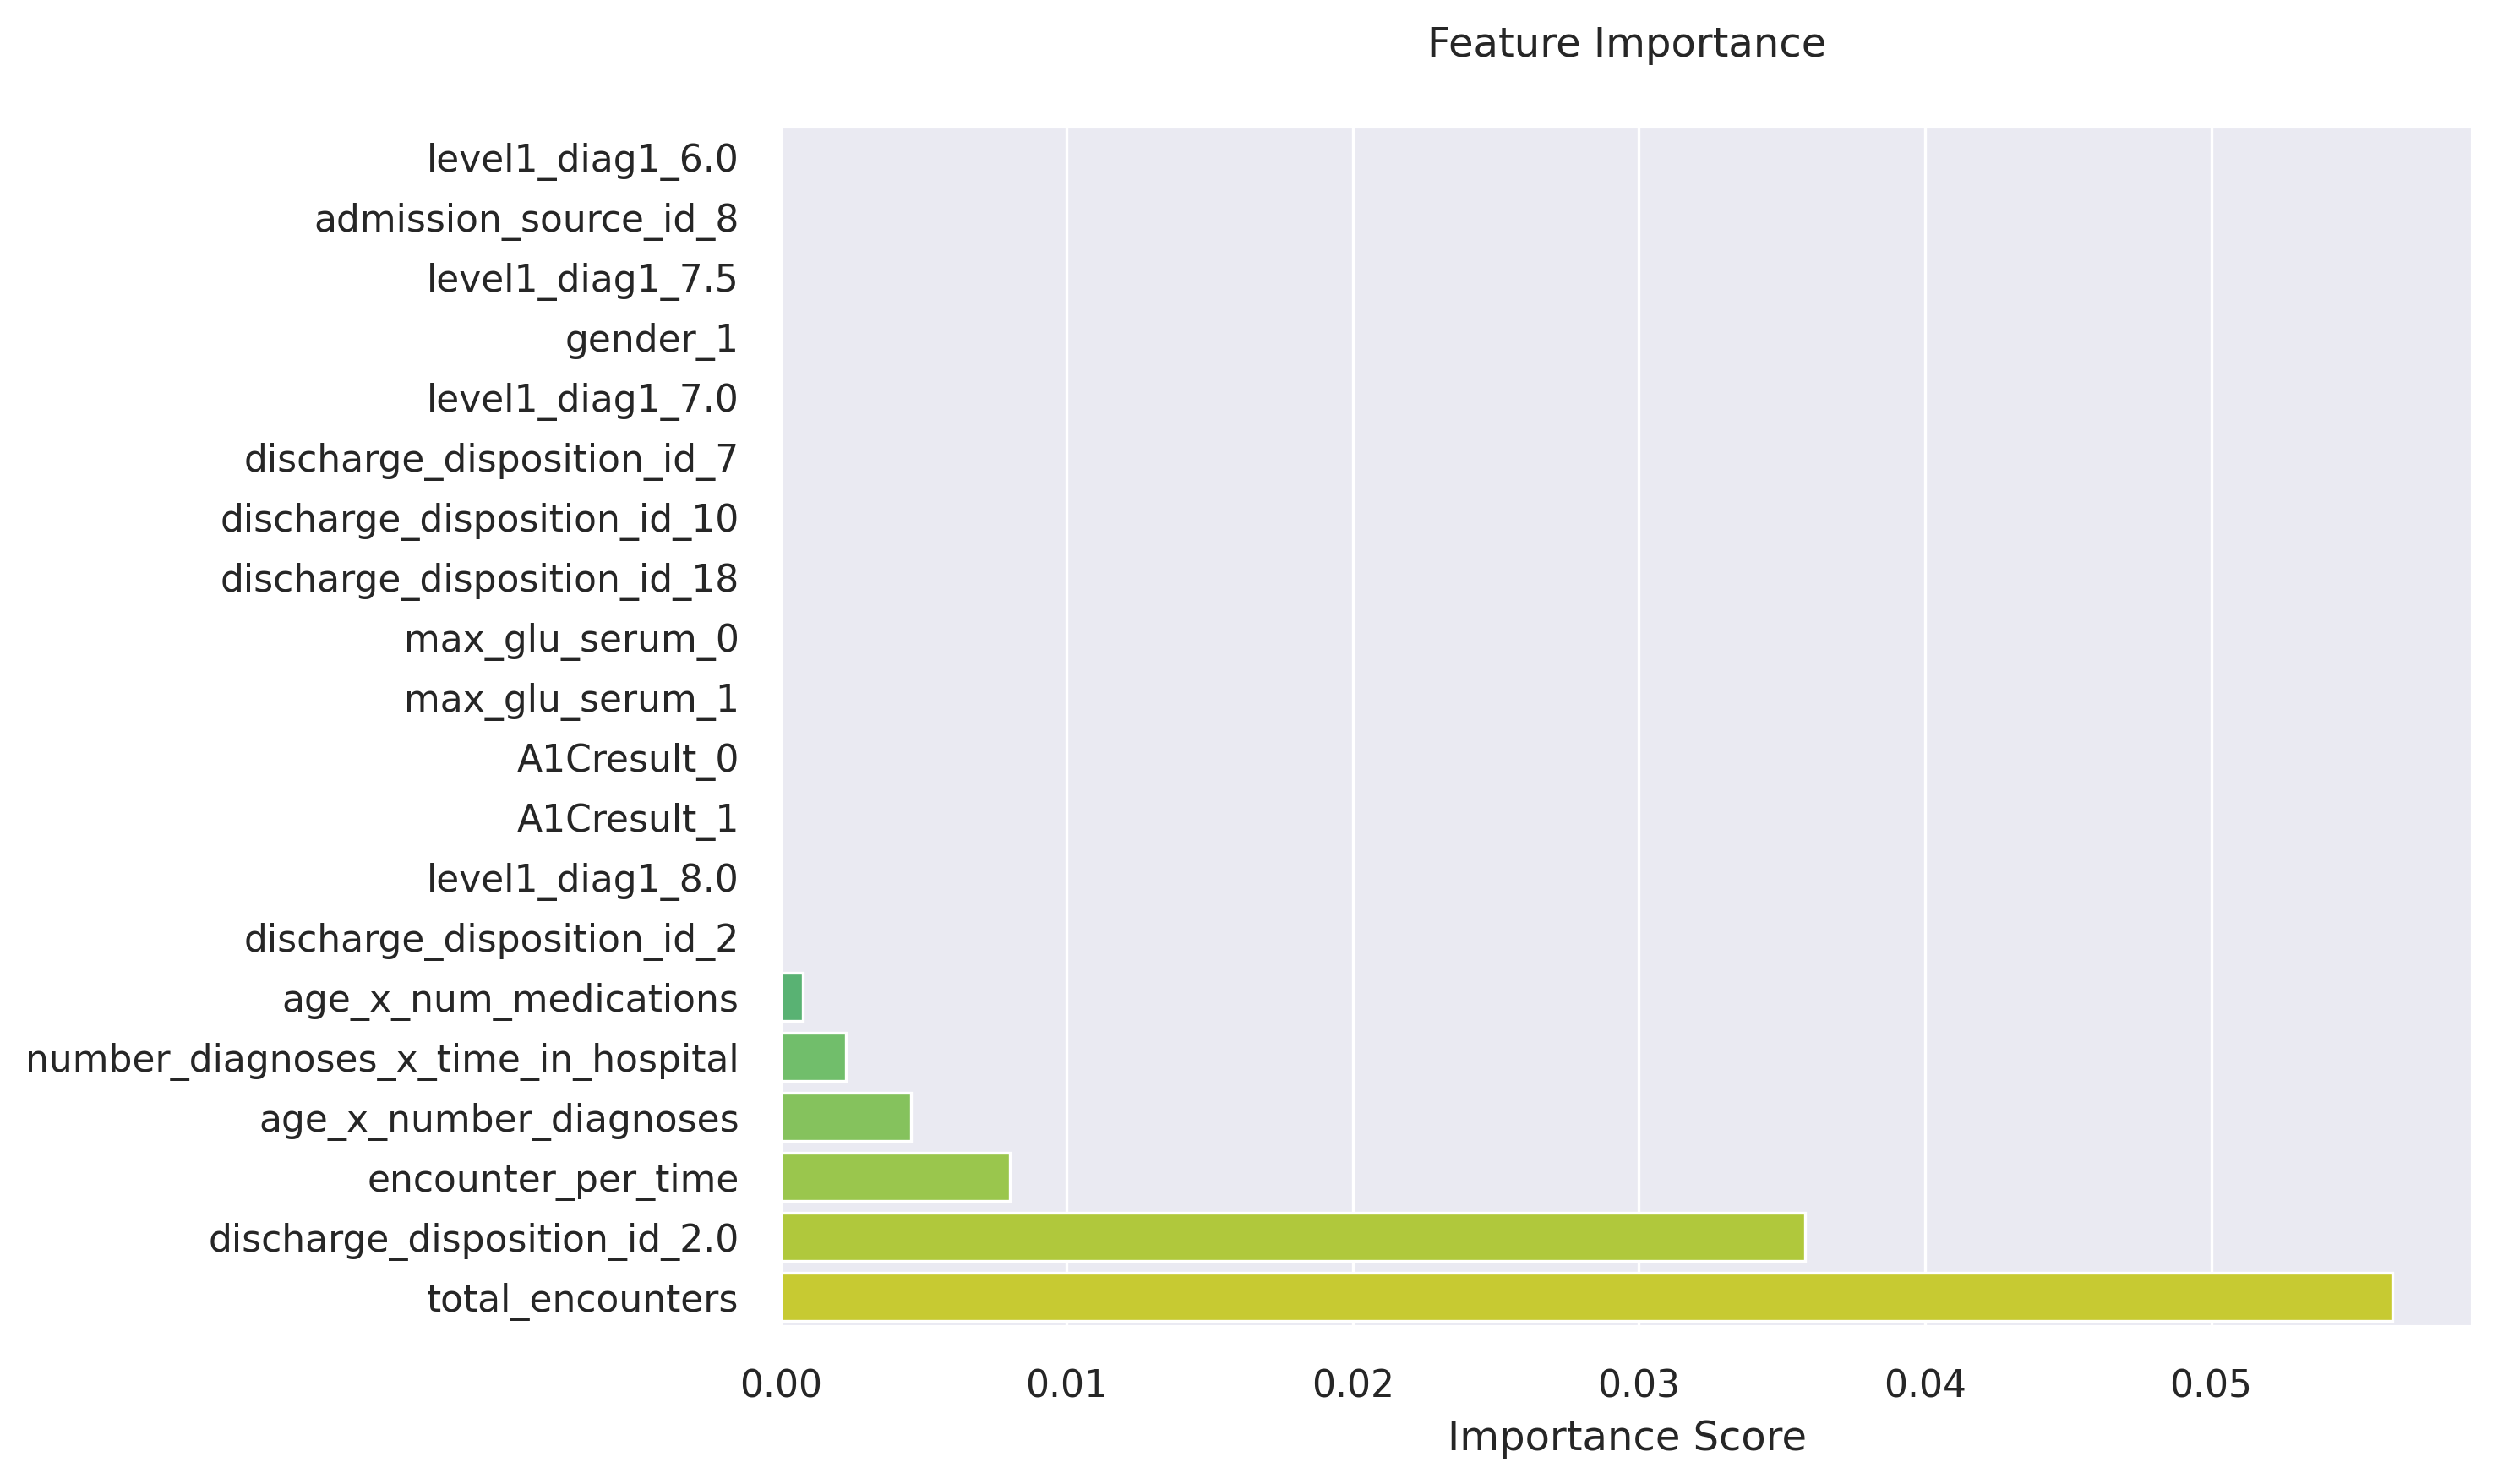 Feature Importance
level1_diag1_6.0
admission_source_id_8
level1_diag1_7.5
gender_1
level1_diag1_7.0
discharge_disposition_id_7
discharge_disposition_id_10
discharge_disposition_id_18
max_glu_serum_0
max_glu_serum_1
A1Cresult_0
A1Cresult_1
level1_diag1_8.0
discharge_disposition_id_2
age_x_num_medications
number_diagnoses_x_time_in_hospital
age_x_number_diagnoses
encounter_per_time
discharge_disposition_id_2.0
total_encounters
0.00 0.01 0.02 0.03 0.04 0.05
Importance Score